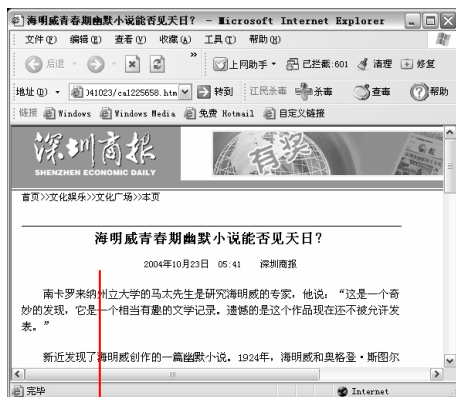 海明威青春期幽默小说能否见天日? - Microsoft Internet Explorer
文件(F) 编辑(E) 查看(V) 收藏(A) 工具(T) 帮助(H)
后退 » 上网助手 已拦截:601 清理 修复
地址(D) )41023/ca1225658.htm 转到 江民杀毒 杀毒 查毒 帮助
链接 Windows Windows Media 免费 Hotmail 自定义链接
深圳商报 有奖
SHENZHEN ECONOMIC DAILY
首页>>文化娱乐>>文化广场>>本页
海明威青春期幽默小说能否见天日?
2004年10月23日 05:41 深圳商报
南卡罗来纳州立大学的马太先生是研究海明威的专家,他说:“这是一个奇
妙的发现,它是一个相当有趣的文学记录。遗憾的是这个作品现在还不被允许发
表。”
新近发现了海明威创作的一篇幽默小说。1924年,海明威和奥格登·斯图尔
完毕 Internet